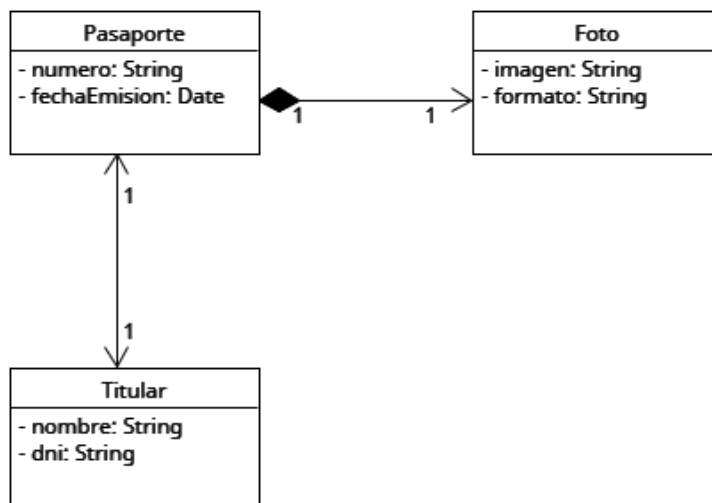 Pasaporte
- numero: String
- fechaEmision: Date
1
1
Foto
- imagen: String
- formato: String
1
1
Titular
- nombre: String
- dni: String